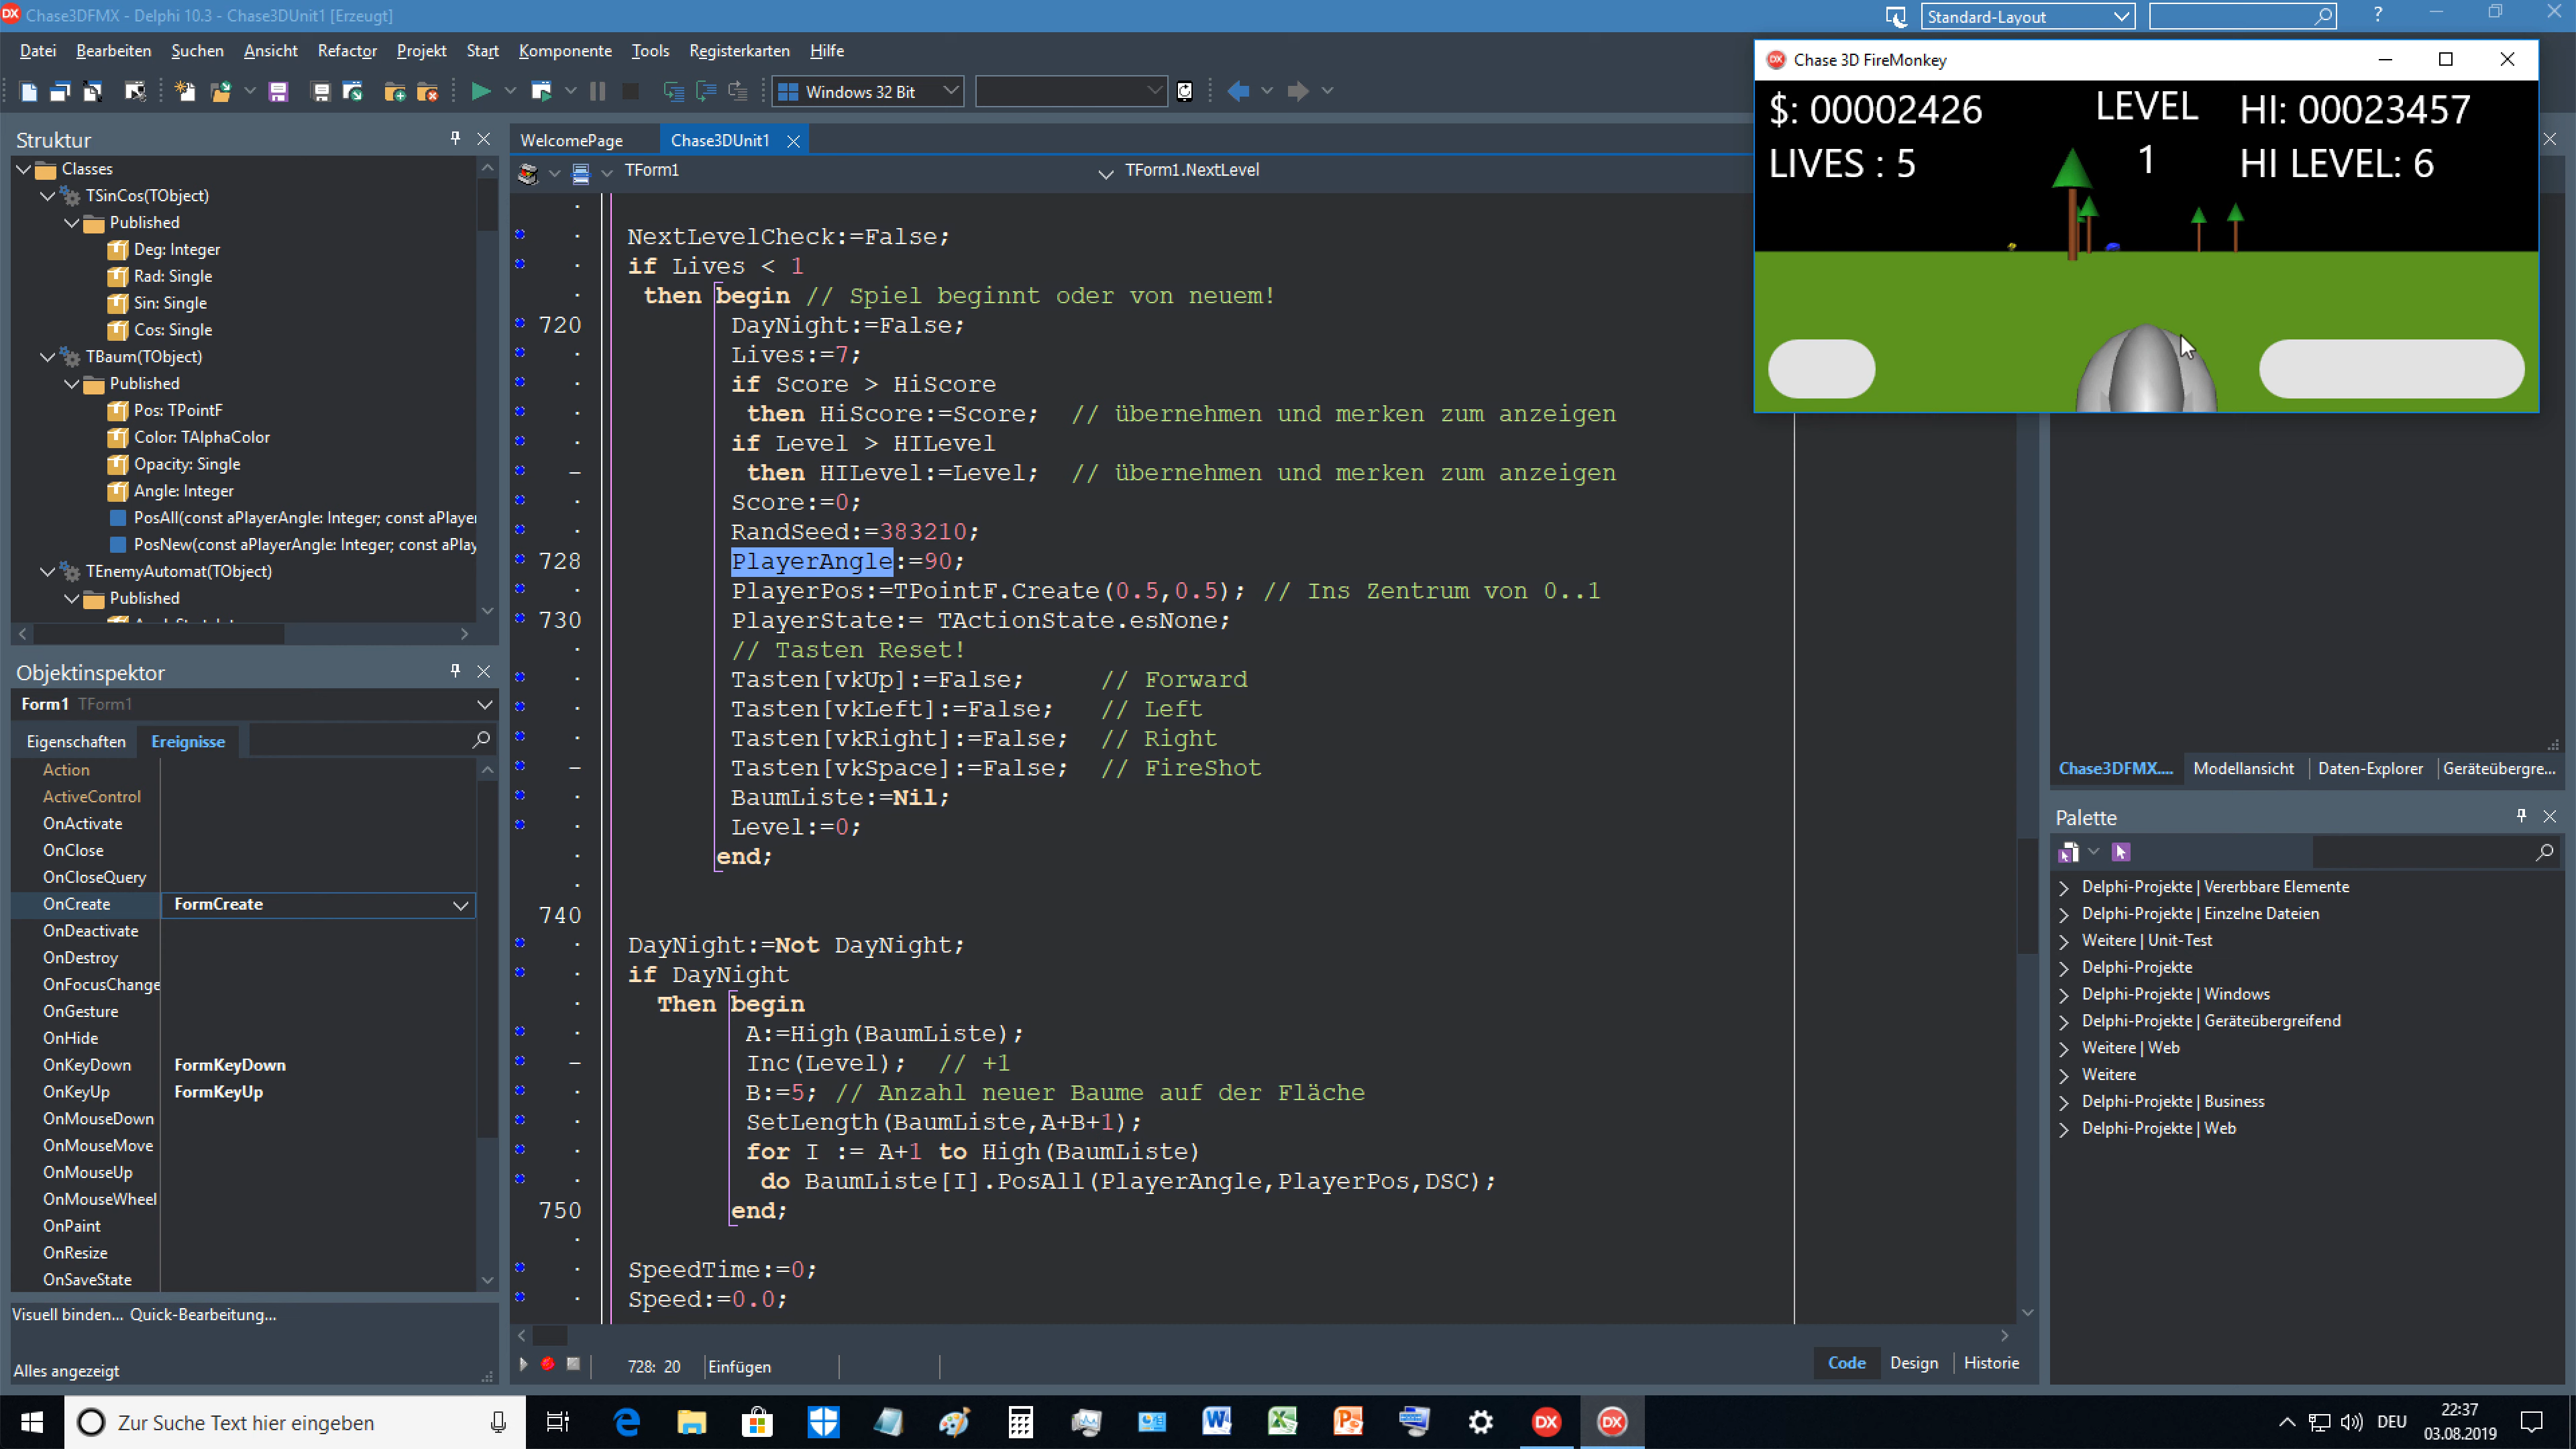 Chase3DFMX - Delphi 10.3 - Chase3DUnit1 [Erzeugt]
Standard-Layout
?
Datei Bearbeiten Suchen Ansicht Refactor Projekt Start Komponente Tools Registerkarten Hilfe
Windows 32 Bit
Chase 3D FireMonkey
$: 00002426 LEVEL HI: 00023457
LIVES : 5 1 HI LEVEL: 6
Struktur
Classes
TSinCos(TObject)
Published
Deg: Integer
Rad: Single
Sin: Single
Cos: Single
TBaum(TObject)
Published
Pos: TPointF
Color: TAlphaColor
Opacity: Single
Angle: Integer
PosAll(const aPlayerAngle: Integer; const aPlayer
PosNew(const aPlayerAngle: Integer; const aPlay
TEnemyAutomat(TObject)
Published
Objektinspektor
Form1 TForm1
Eigenschaften Ereignisse
Action
ActiveControl
OnActivate
OnClose
OnCloseQuery
OnCreate FormCreate
OnDeactivate
OnDestroy
OnFocusChange
OnGesture
OnHide
OnKeyDown FormKeyDown
OnKeyUp FormKeyUp
OnMouseDown
OnMouseMove
OnMouseUp
OnMouseWheel
OnPaint
OnResize
OnSaveState
Visuell binden... Quick-Bearbeitung...
Alles angezeigt
WelcomePage Chase3DUnit1
TForm1 TForm1.NextLevel
NextLevelCheck:=False;
if Lives < 1
then begin // Spiel beginnt oder von neuem!
720 DayNight:=False;
Lives:=7;
if Score > HiScore
then HiScore:=Score; // übernehmen und merken zum anzeigen
if Level > HILevel
then HILevel:=Level; // übernehmen und merken zum anzeigen
Score:=0;
RandSeed:=383210;
728 PlayerAngle:=90;
PlayerPos:=TPointF.Create(0.5,0.5); // Ins Zentrum von 0..1
730 PlayerState:= TActionState.esNone;
// Tasten Reset!
Tasten[vkUp]:=False; // Forward
Tasten[vkLeft]:=False; // Left
Tasten[vkRight]:=False; // Right
Tasten[vkSpace]:=False; // FireShot
BaumListe:=Nil;
Level:=0;
end;
740
DayNight:=Not DayNight;
if DayNight
Then begin
A:=High(BaumListe);
Inc(Level); // +1
B:=5; // Anzahl neuer Baume auf der Fläche
SetLength(BaumListe,A+B+1);
for I := A+1 to High(BaumListe)
do BaumListe[I].PosAll(PlayerAngle,PlayerPos,DSC);
750 end;
SpeedTime:=0;
Speed:=0.0;
728: 20 Einfügen
Code Design Historie
Chase3DFMX.... Modellansicht Daten-Explorer Geräteübergre...
Palette
Delphi-Projekte | Vererbbare Elemente
Delphi-Projekte | Einzelne Dateien
Weitere | Unit-Test
Delphi-Projekte
Delphi-Projekte | Windows
Delphi-Projekte | Geräteübergreifend
Weitere | Web
Weitere
Delphi-Projekte | Business
Delphi-Projekte | Web
Zur Suche Text hier eingeben
DEU
22:37
03.08.2019